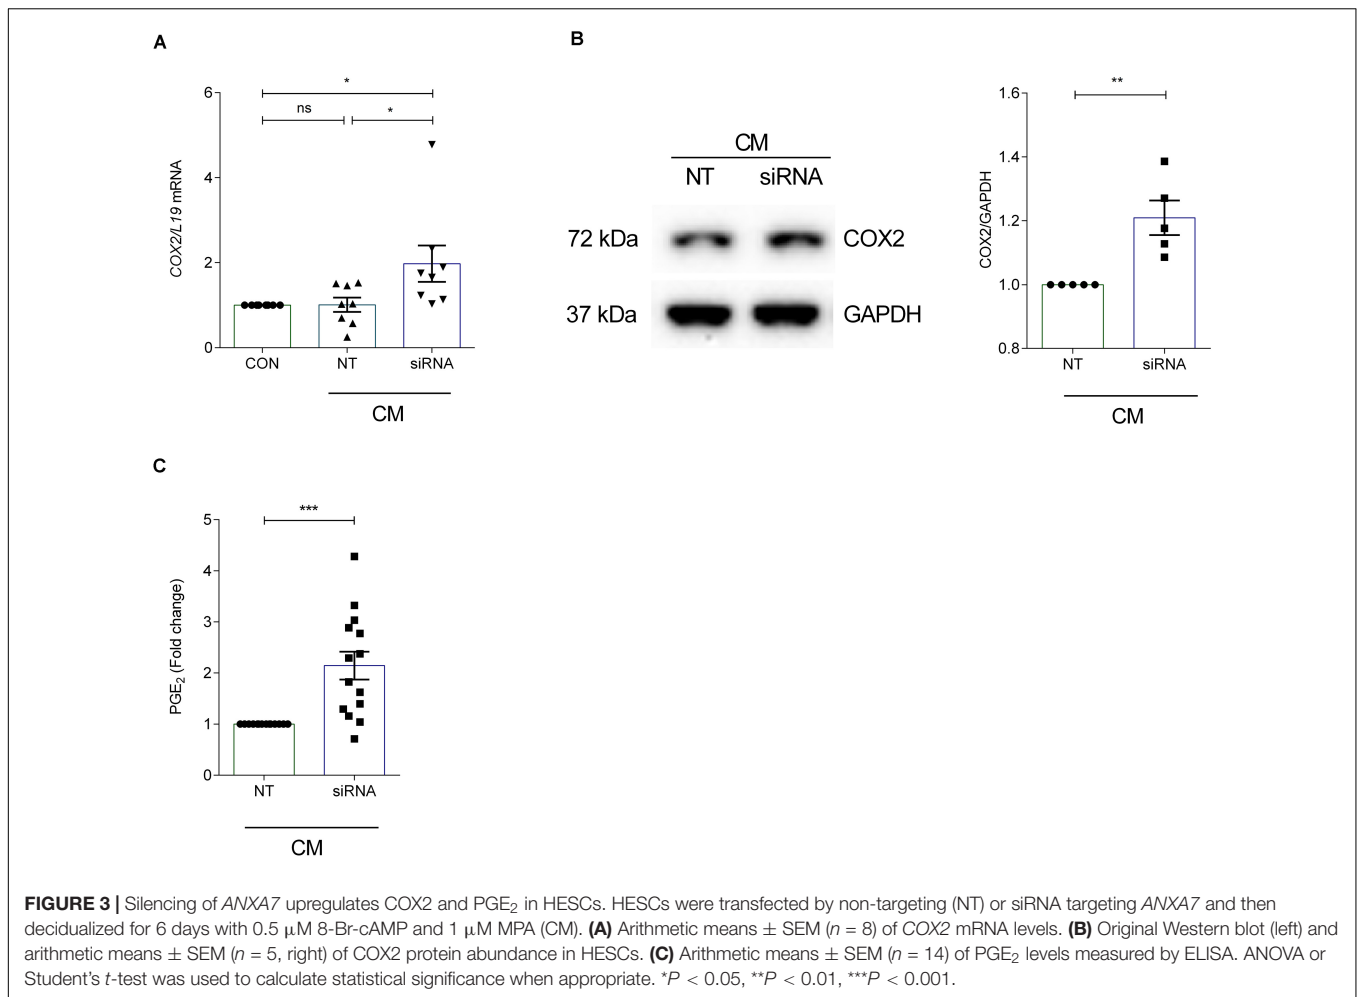 A
COX2/L19 mRNA
6
4
2
0
*
ns
*
CON
NT
siRNA
CM
B
CM
NT
siRNA
72 kDa
COX2
37 kDa
GAPDH
COX2/GAPDH
1.6
1.4
1.2
1.0
0.8
**
NT
siRNA
CM
C
PGE₂ (Fold change)
5
4
3
2
1
0
***
NT
siRNA
CM
FIGURE 3 | Silencing of ANXA7 upregulates COX2 and PGE₂ in HESCs. HESCs were transfected by non-targeting (NT) or siRNA targeting ANXA7 and then
decidualized for 6 days with 0.5 μM 8-Br-cAMP and 1 μM MPA (CM). (A) Arithmetic means ± SEM (n = 8) of COX2 mRNA levels. (B) Original Western blot (left) and
arithmetic means ± SEM (n = 5, right) of COX2 protein abundance in HESCs. (C) Arithmetic means ± SEM (n = 14) of PGE₂ levels measured by ELISA. ANOVA or
Student's t-test was used to calculate statistical significance when appropriate. *P < 0.05, **P < 0.01, ***P < 0.001.